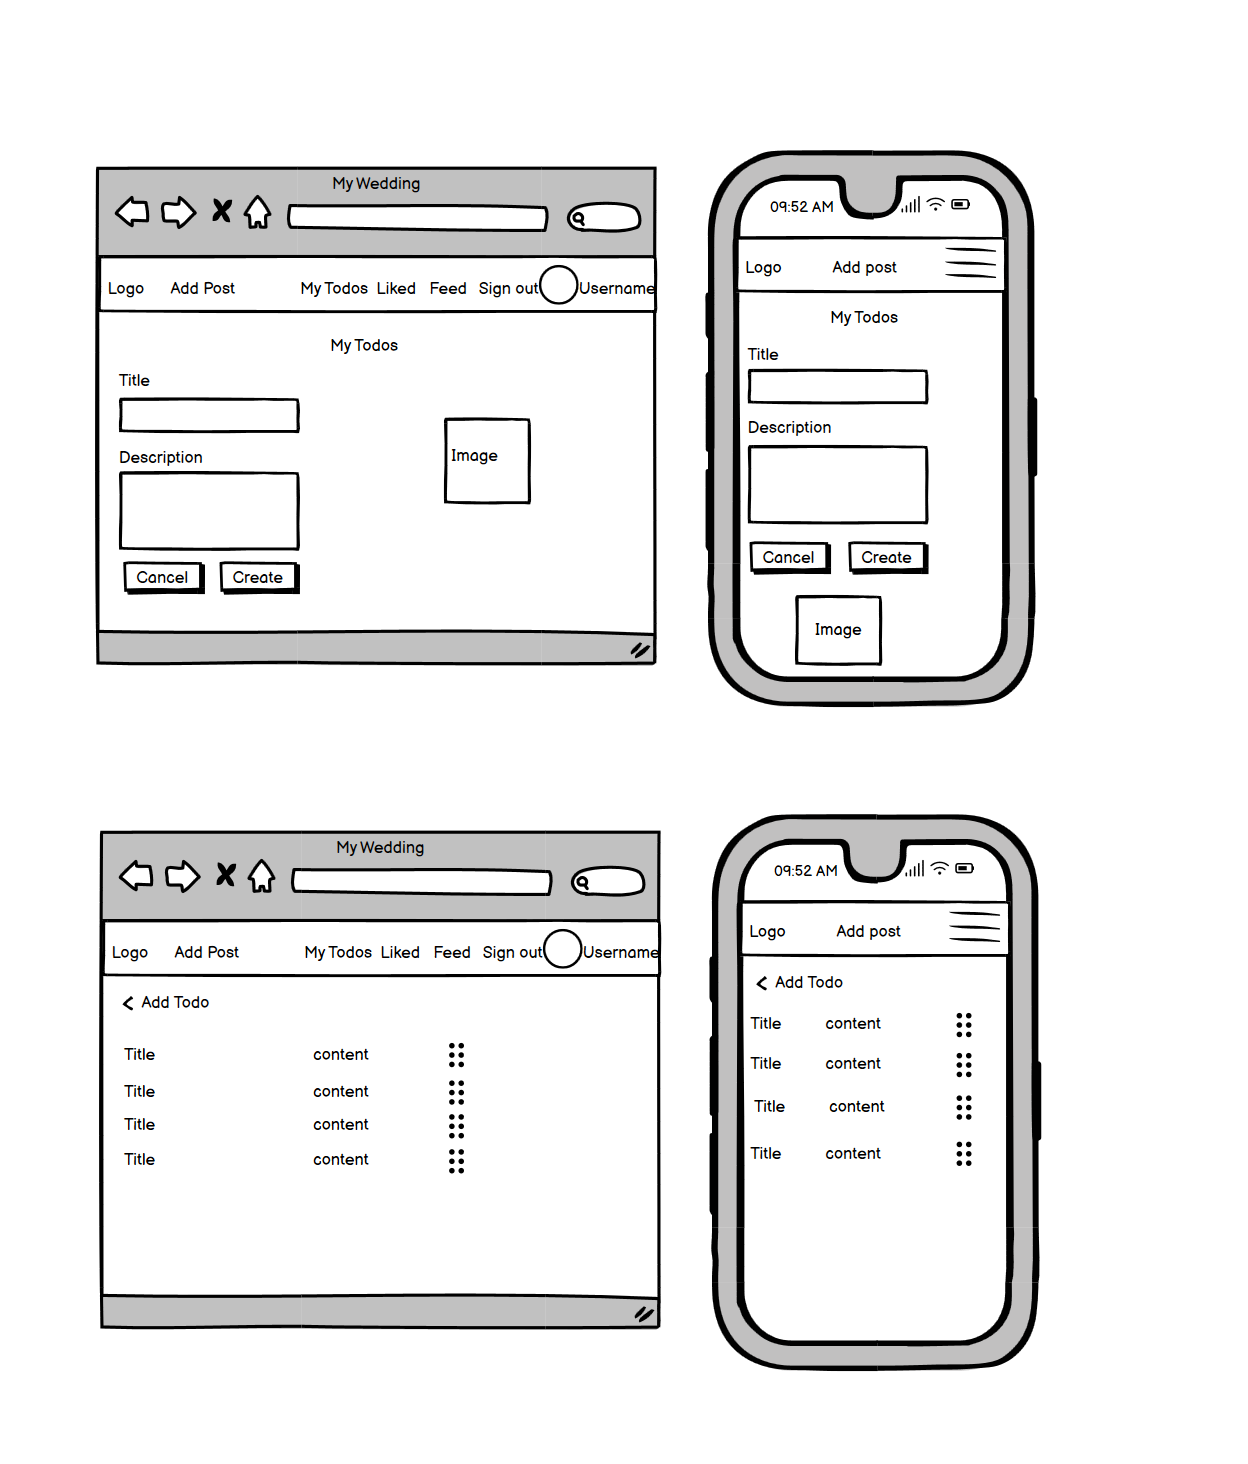 My Wedding
Logo Add Post My Todos Liked Feed Sign out Username
My Todos
Title
Description
Image
Cancel Create
09:52 AM
Logo Add post
My Todos
Title
Description
Cancel Create
Image
My Wedding
Logo Add Post My Todos Liked Feed Sign out Username
Add Todo
Title content
Title content
Title content
Title content
09:52 AM
Logo Add post
Add Todo
Title content
Title content
Title content
Title content